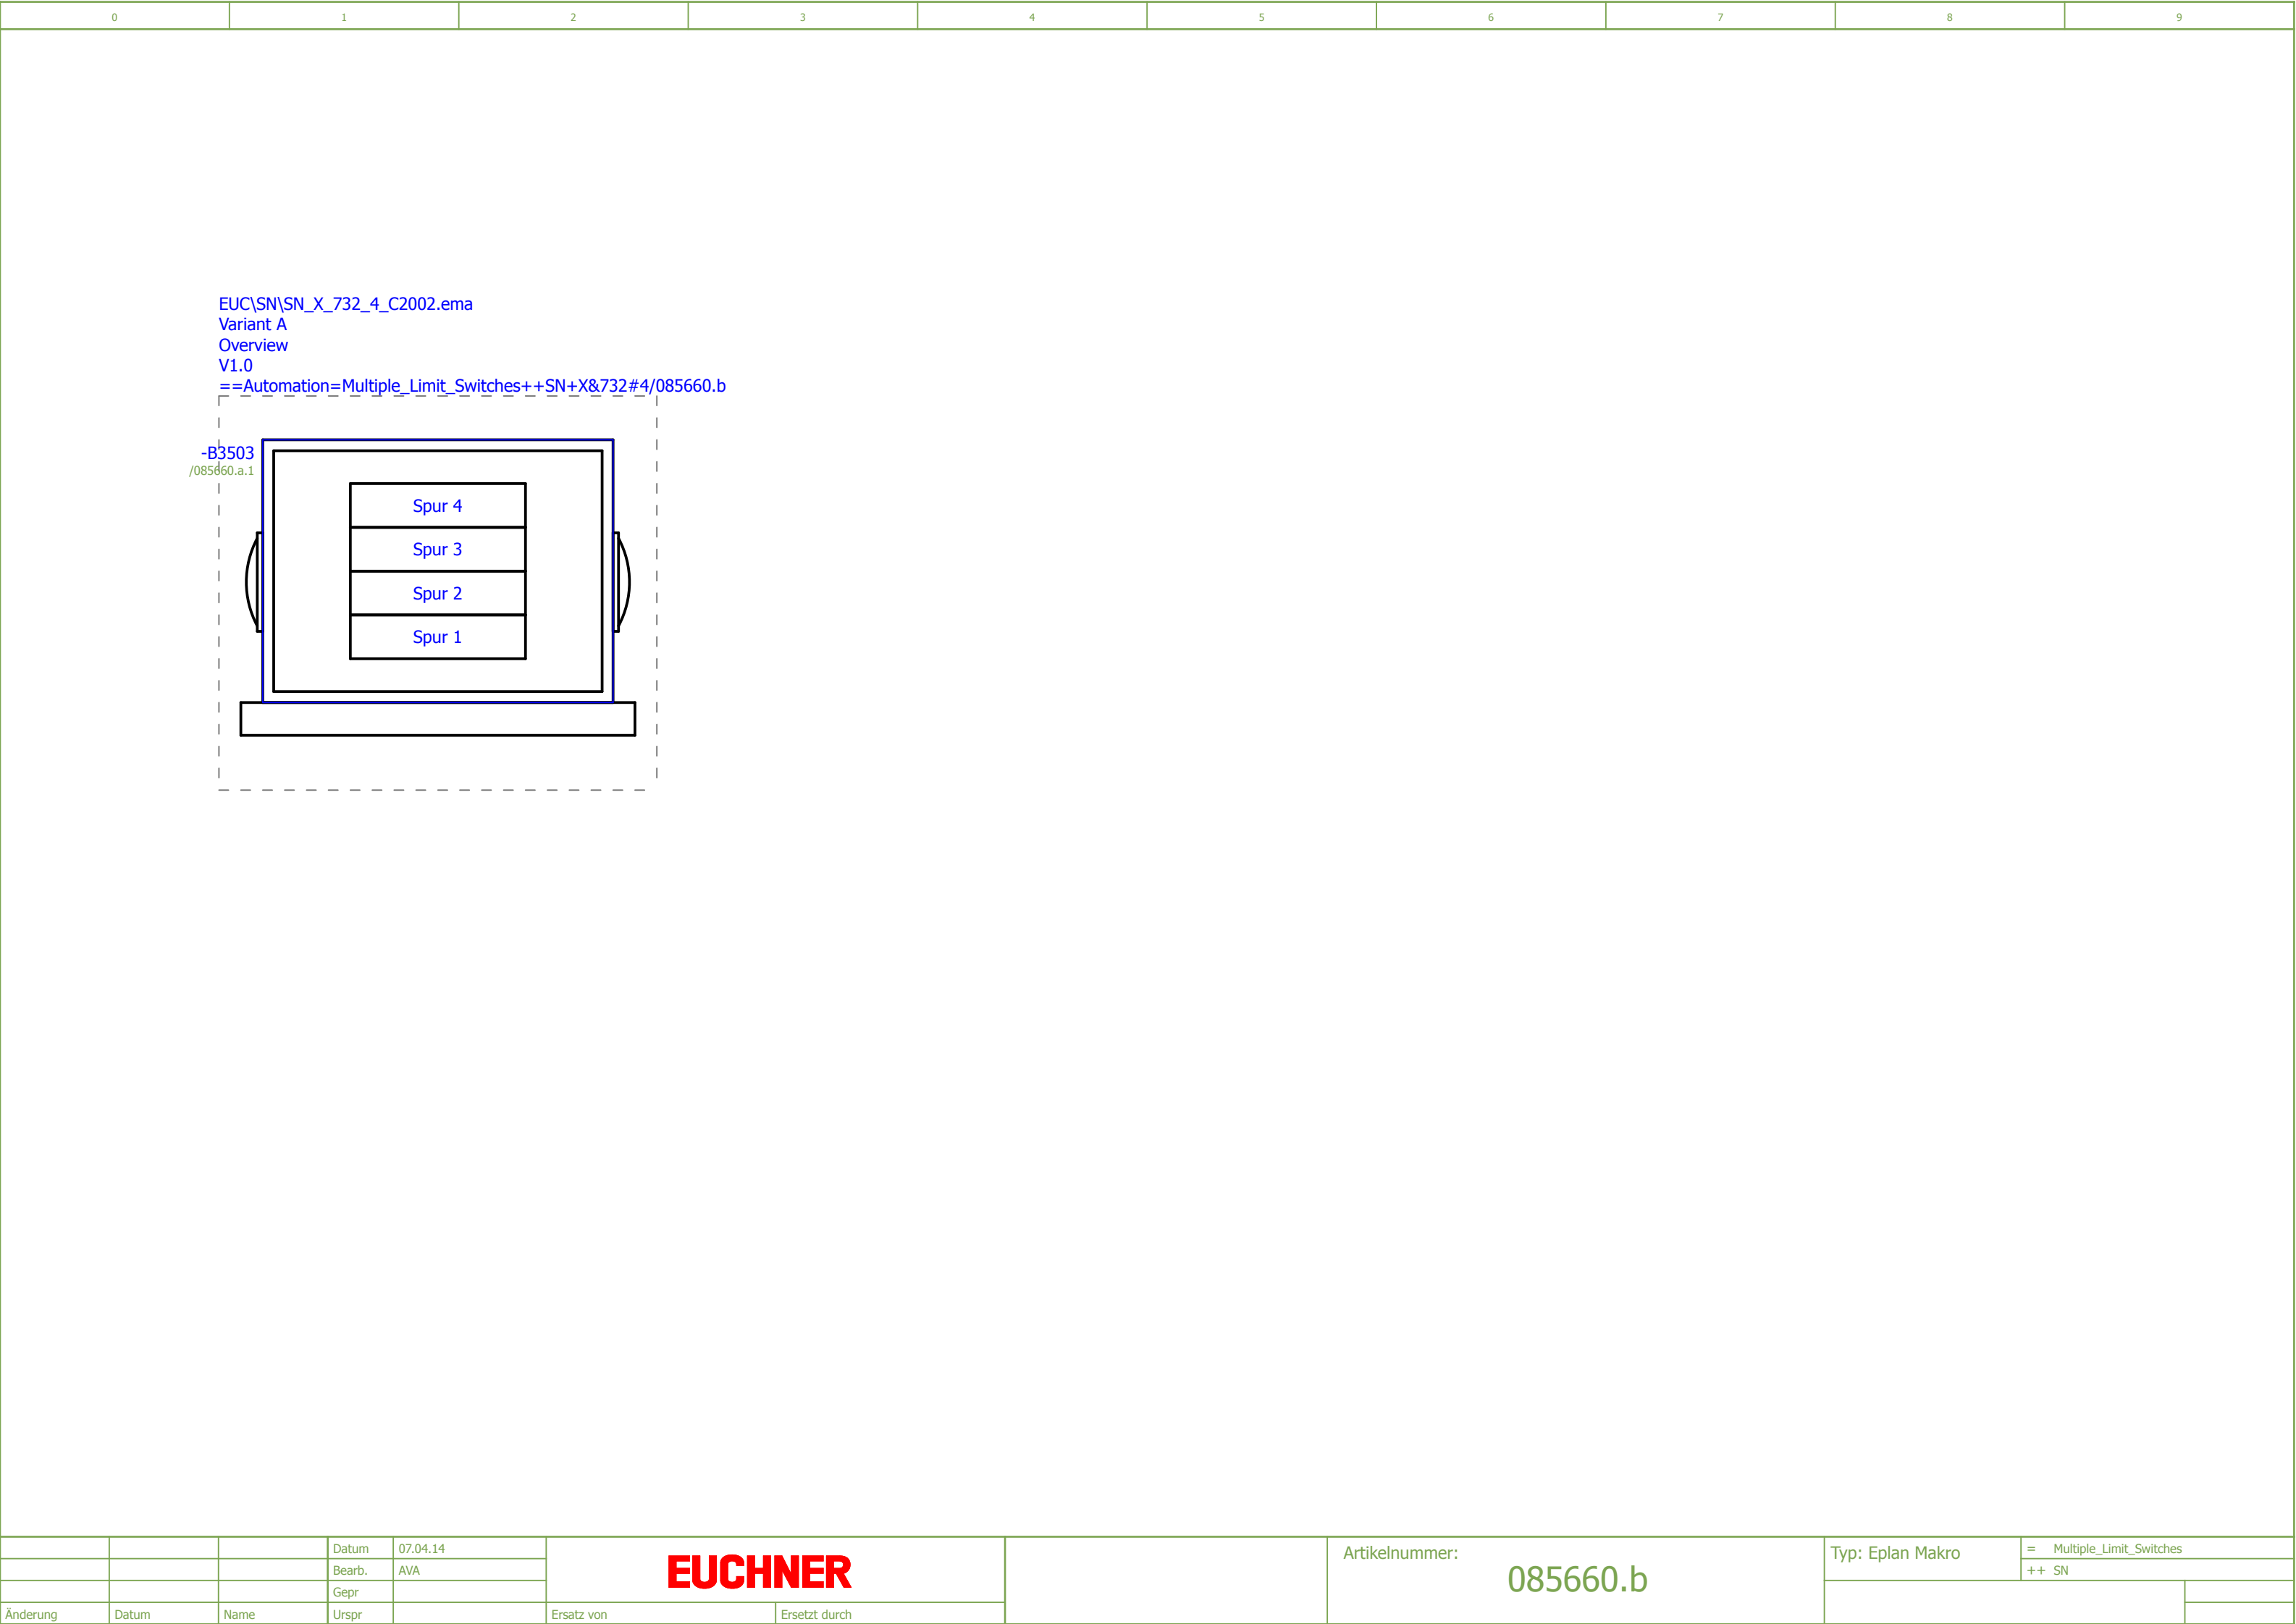 0 1 2 3 4 5 6 7 8 9
EUC\SN\SN_X_732_4_C2002.ema
Variant A
Overview
V1.0
==Automation=Multiple_Limit_Switches++SN+X&732#4/085660.b
-B3503
/085660.a.1
Spur 4
Spur 3
Spur 2
Spur 1
Datum 07.04.14
Bearb. AVA
Gepr
Änderung Datum Name Urspr
EUCHNER
Ersatz von Ersetzt durch
Artikelnummer:
085660.b
Typ: Eplan Makro
= Multiple_Limit_Switches
++ SN